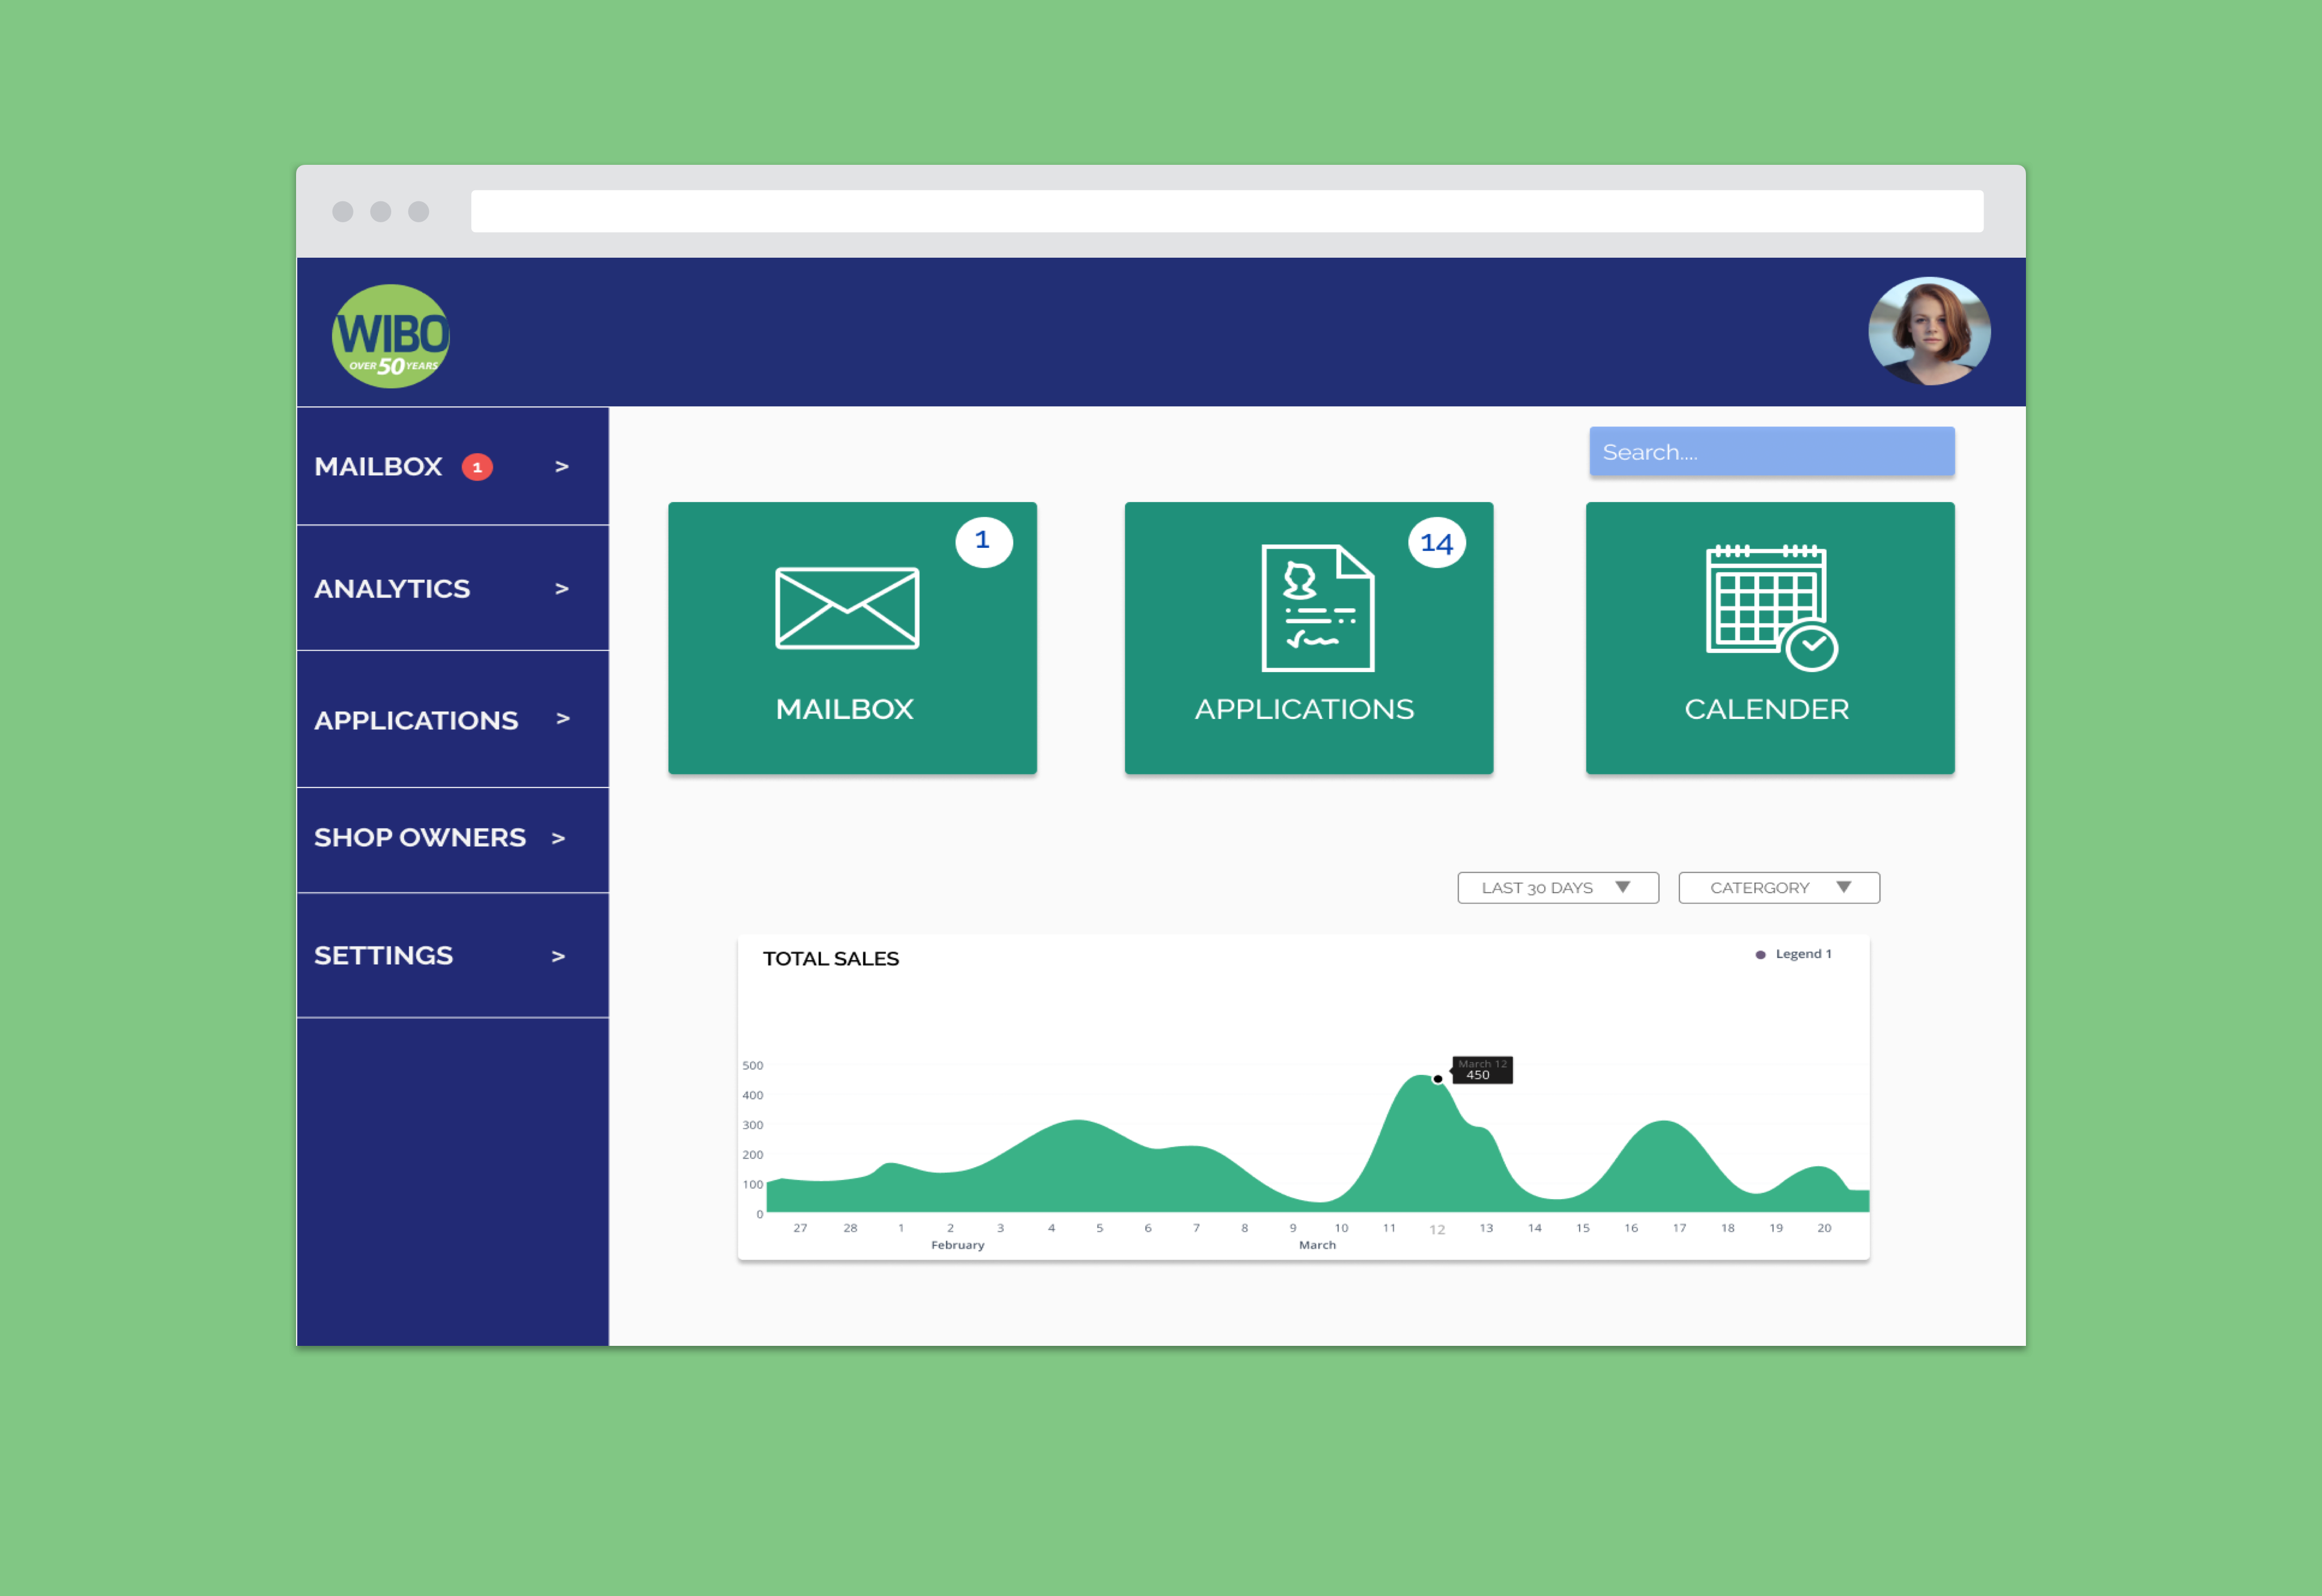 WIBO
OVER 50 YEARS
MAILBOX 1 >
ANALYTICS >
APPLICATIONS >
SHOP OWNERS >
SETTINGS >
Search....
1
MAILBOX
14
APPLICATIONS
CALENDER
LAST 30 DAYS ▼
CATERGORY ▼
TOTAL SALES
Legend 1
March 12
450
500
400
300
200
100
0
27 28 1 2 3 4 5 6 7 8 9 10 11 12 13 14 15 16 17 18 19 20
February March